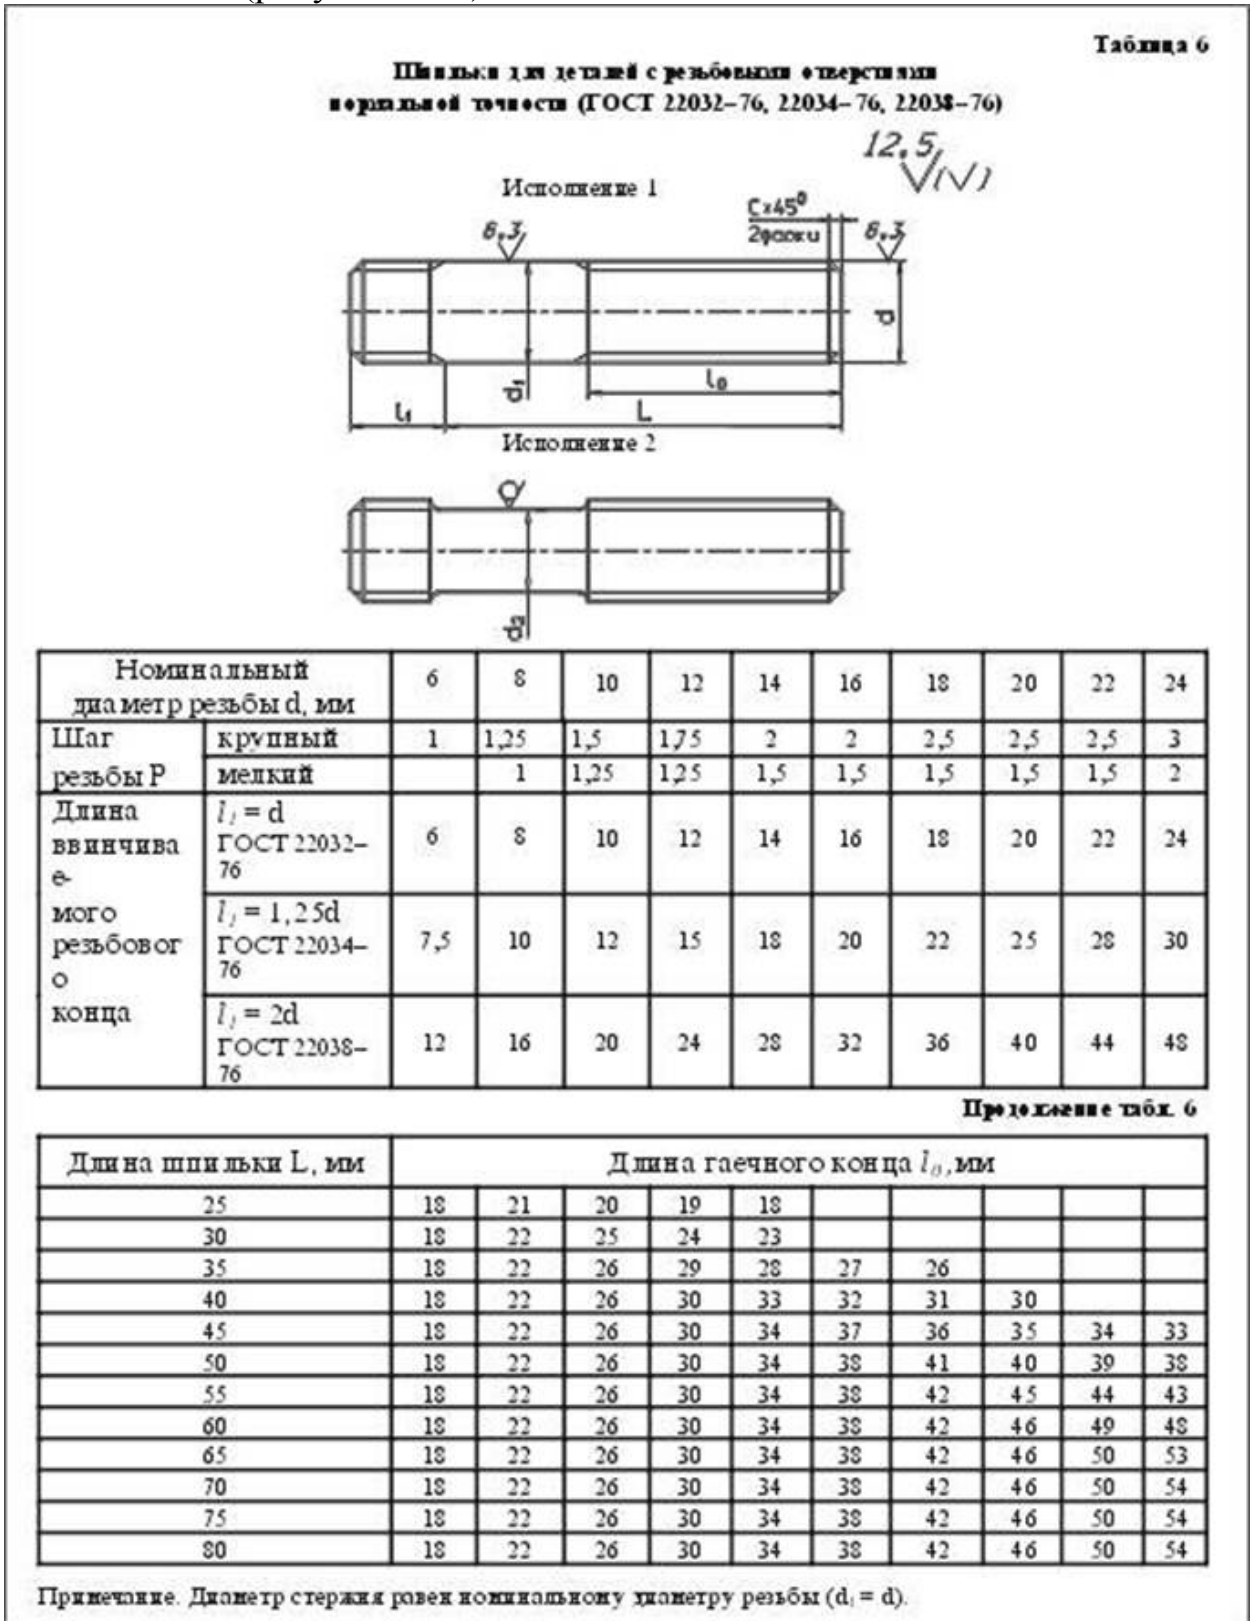 Таблица 6
Шпильки для деталей с резьбовыми отверстиями
нормальной точности (ГОСТ 22032–76, 22034–76, 22038–76)
12.5
(√)
Исполнение 1
C×45⁰
2фаски
6.3
6.3
d
d₁
l₀
l₁
L
Исполнение 2
d₂
Номинальный диаметр резьбы d, мм 6 8 10 12 14 16 18 20 22 24
Шаг резьбы P крупный 1 1,25 1,5 1,75 2 2 2,5 2,5 2,5 3
мелкий 1 1,25 1,25 1,5 1,5 1,5 1,5 1,5 2
Длина ввинчивае-мого резьбового конца
l₁ = d ГОСТ 22032–76 6 8 10 12 14 16 18 20 22 24
l₁ = 1,25d ГОСТ 22034–76 7,5 10 12 15 18 20 22 25 28 30
l₁ = 2d ГОСТ 22038–76 12 16 20 24 28 32 36 40 44 48
Продолжение табл. 6
Длина шпильки L, мм Длина гаечного конца l₀, мм
25 18 21 20 19 18
30 18 22 25 24 23
35 18 22 26 29 28 27 26
40 18 22 26 30 33 32 31 30
45 18 22 26 30 34 37 36 35 34 33
50 18 22 26 30 34 38 41 40 39 38
55 18 22 26 30 34 38 42 45 44 43
60 18 22 26 30 34 38 42 46 49 48
65 18 22 26 30 34 38 42 46 50 53
70 18 22 26 30 34 38 42 46 50 54
75 18 22 26 30 34 38 42 46 50 54
80 18 22 26 30 34 38 42 46 50 54
Примечание. Диаметр стержня равен номинальному диаметру резьбы (d₁ = d).